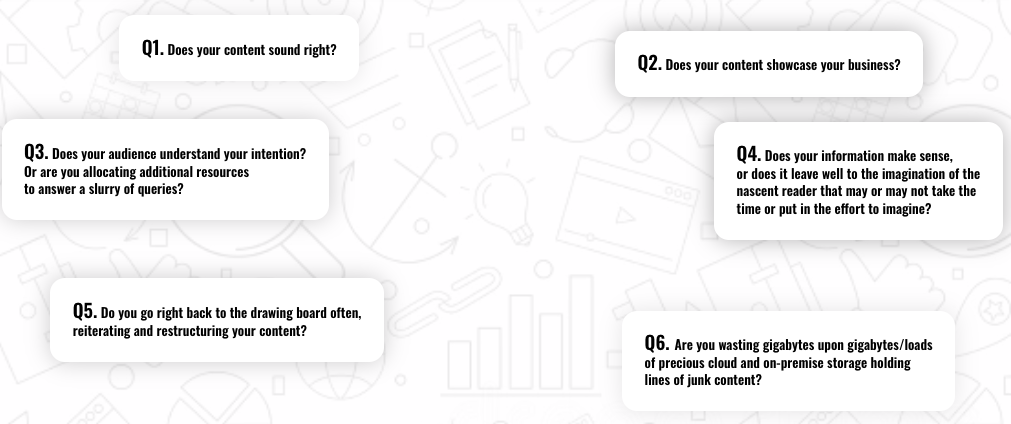 Q1. Does your content sound right?
Q2. Does your content showcase your business?
Q3. Does your audience understand your intention?
Or are you allocating additional resources
to answer a slurry of queries?
Q4. Does your information make sense,
or does it leave well to the imagination of the
nascent reader that may or may not take the
time or put in the effort to imagine?
Q5. Do you go right back to the drawing board often,
reiterating and restructuring your content?
Q6. Are you wasting gigabytes upon gigabytes/loads
of precious cloud and on-premise storage holding
lines of junk content?